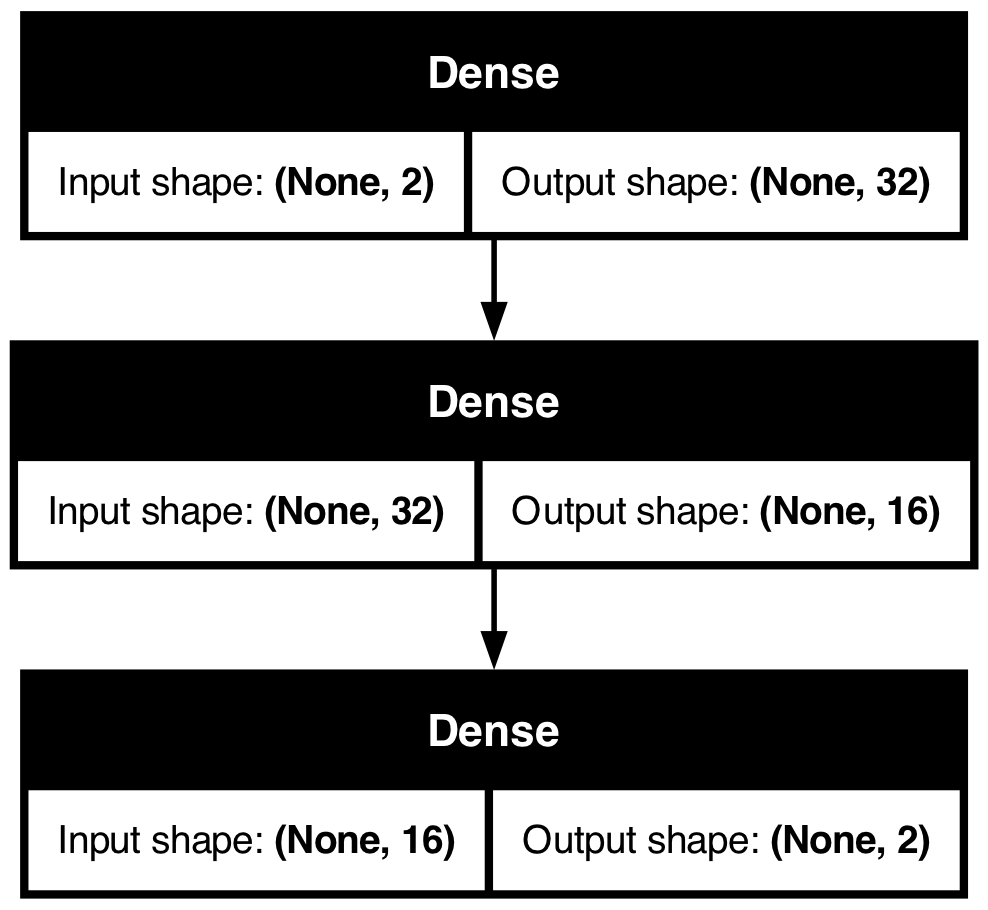 Dense
Input shape: (None, 2)
Output shape: (None, 32)
Dense
Input shape: (None, 32)
Output shape: (None, 16)
Dense
Input shape: (None, 16)
Output shape: (None, 2)